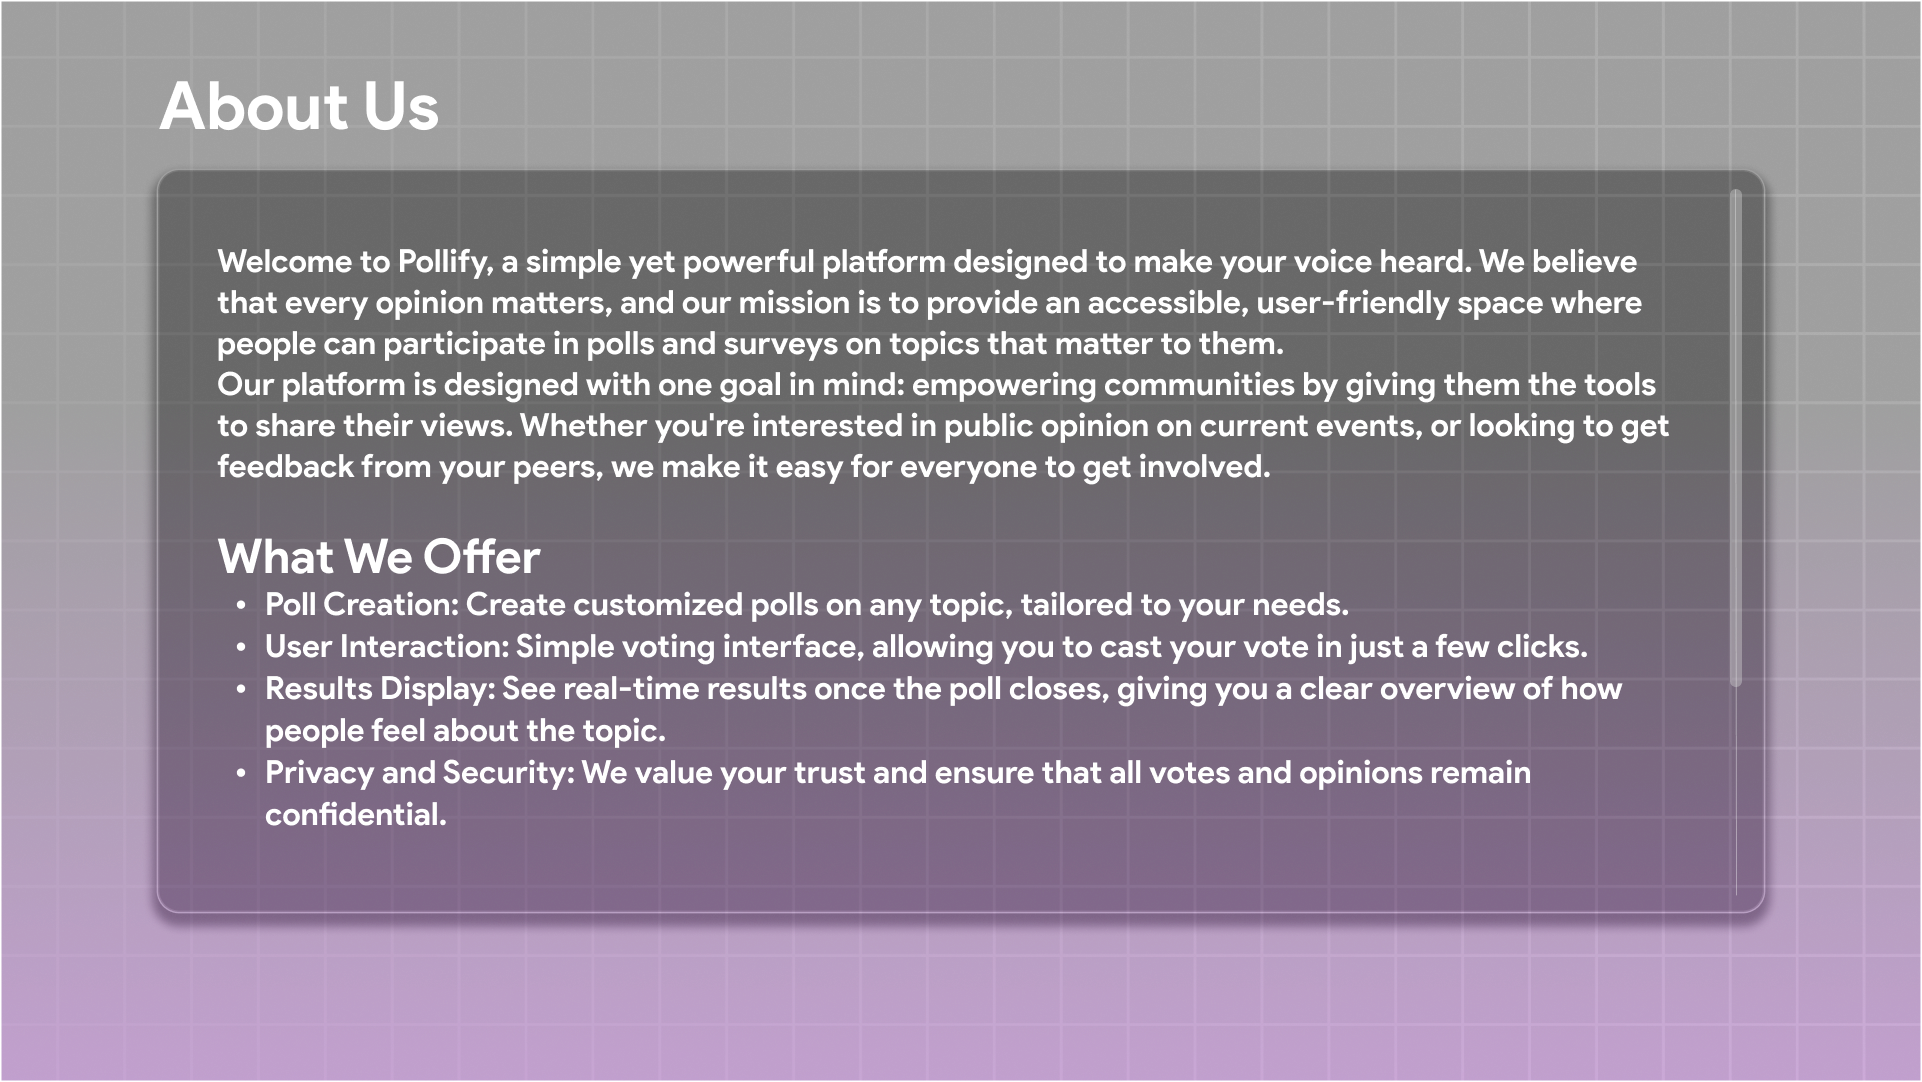 About Us
Welcome to Pollify, a simple yet powerful platform designed to make your voice heard. We believe
that every opinion matters, and our mission is to provide an accessible, user-friendly space where
people can participate in polls and surveys on topics that matter to them.
Our platform is designed with one goal in mind: empowering communities by giving them the tools
to share their views. Whether you're interested in public opinion on current events, or looking to get
feedback from your peers, we make it easy for everyone to get involved.
What We Offer
• Poll Creation: Create customized polls on any topic, tailored to your needs.
• User Interaction: Simple voting interface, allowing you to cast your vote in just a few clicks.
• Results Display: See real-time results once the poll closes, giving you a clear overview of how
people feel about the topic.
• Privacy and Security: We value your trust and ensure that all votes and opinions remain
confidential.